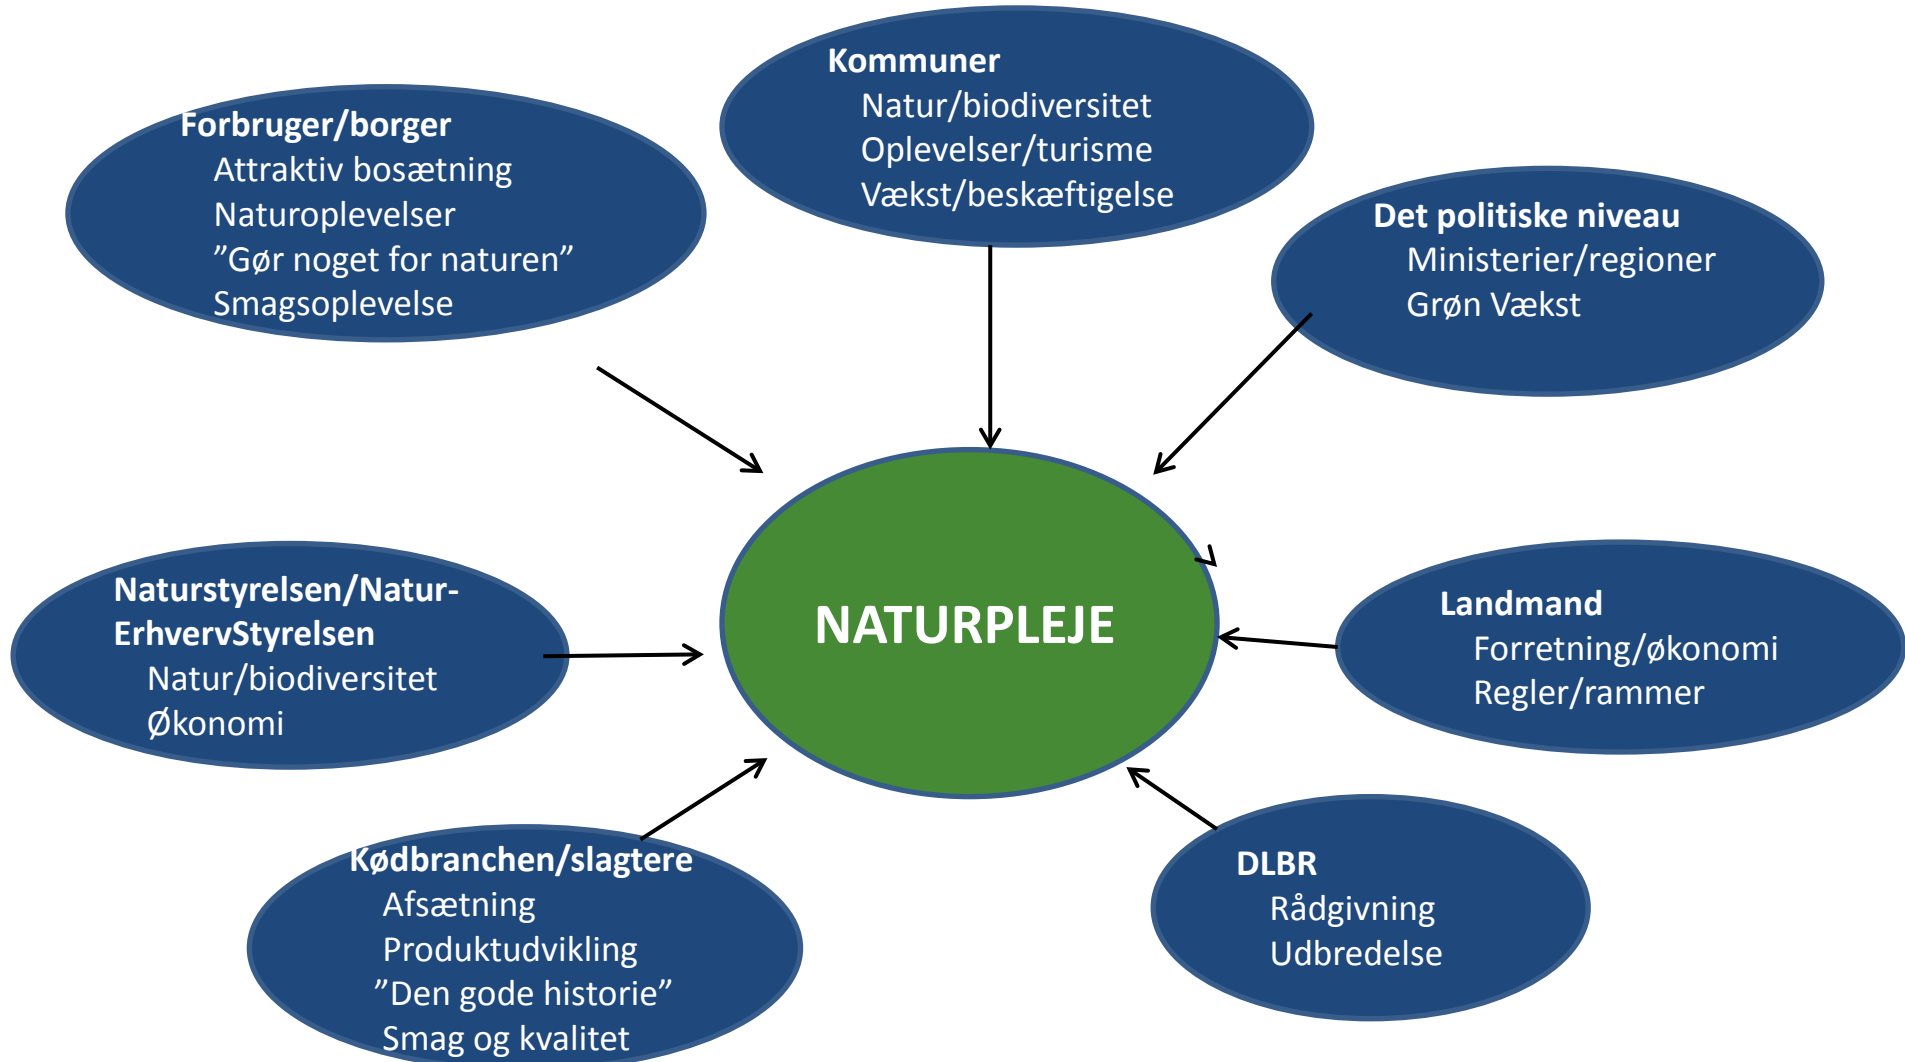 Kommuner
Natur/biodiversitet
Oplevelser/turisme
Vækst/beskæftigelse
Forbruger/borger
Attraktiv bosætning
Naturoplevelser
”Gør noget for naturen”
Smagsoplevelse
Det politiske niveau
Ministerier/regioner
Grøn Vækst
NATURPLEJE
Naturstyrelsen/Natur-
ErhvervStyrelsen
Natur/biodiversitet
Økonomi
Landmand
Forretning/økonomi
Regler/rammer
Kødbranchen/slagtere
Afsætning
Produktudvikling
”Den gode historie”
Smag og kvalitet
DLBR
Rådgivning
Udbredelse